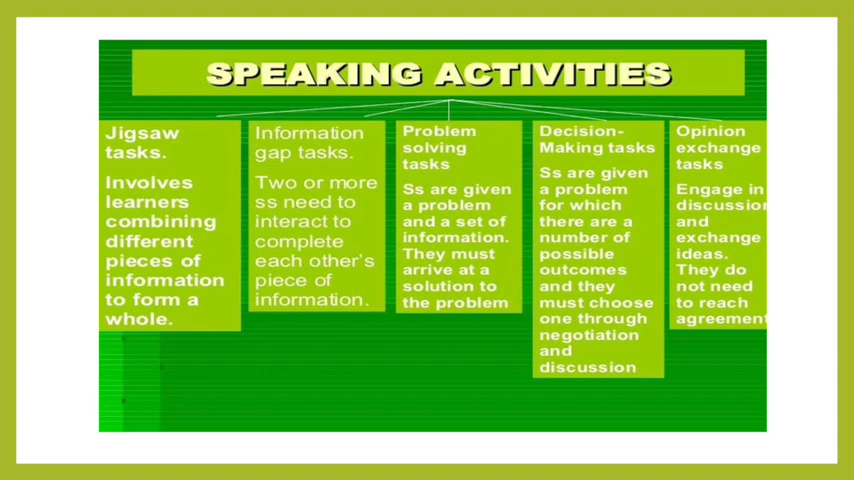 SPEAKING ACTIVITIES
Jigsaw
tasks.
Involves
learners
combining
different
pieces of
information
to form a
whole.
Information
gap tasks.
Two or more
ss need to
interact to
complete
each other's
piece of
information.
Problem
solving
tasks
Ss are given
a problem
and a set of
information.
They must
arrive at a
solution to
the problem
Decision-
Making tasks
Ss are given
a problem
for which
there are a
number of
possible
outcomes
and they
must choose
one through
negotiation
and
discussion
Opinion
exchange
tasks
Engage in
discussion
and
exchange
ideas.
They do
not need
to reach
agreement